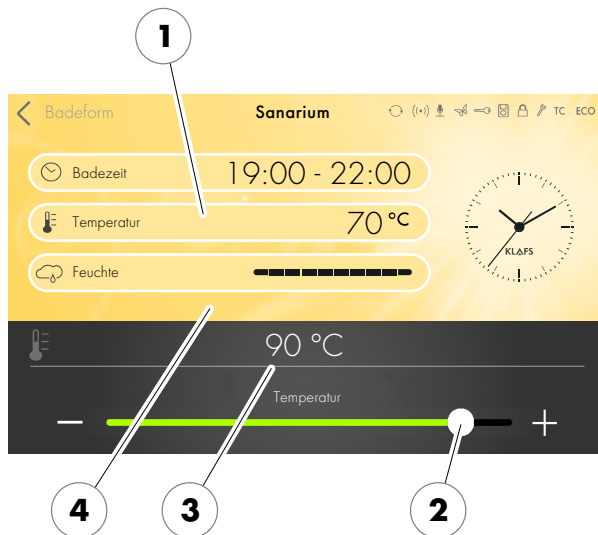 1
Badeform Sanarium TC ECO
Badezeit 19:00 - 22:00
Temperatur 70 °C
KLAFS
Feuchte
90 °C
Temperatur
− +
4 3 2